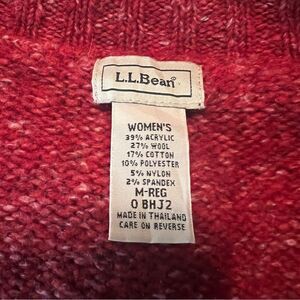 L.L.Bean
WOMEN'S
39% ACRYLIC
27% WOOL
17% COTTON
10% POLYESTER
5% NYLON
2% SPANDEX
M-REG
0 BHJ2
MADE IN THAILAND
CARE ON REVERSE